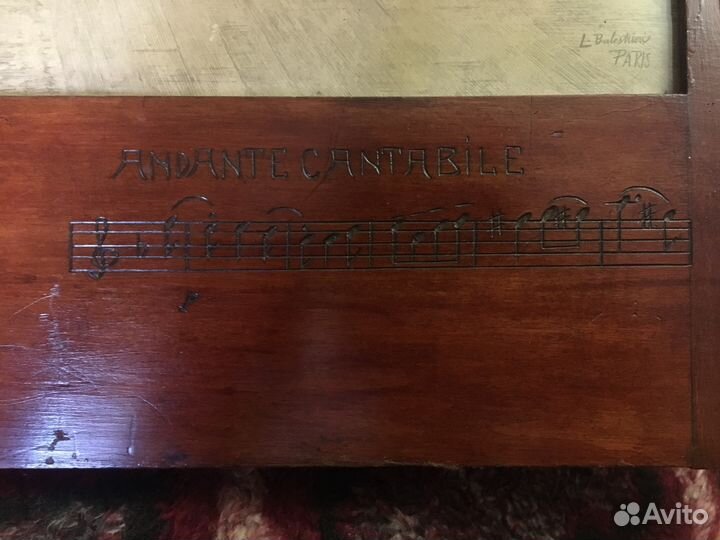 L Balestrieri
PARIS
ANDANTE CANTABILE
p
Avito